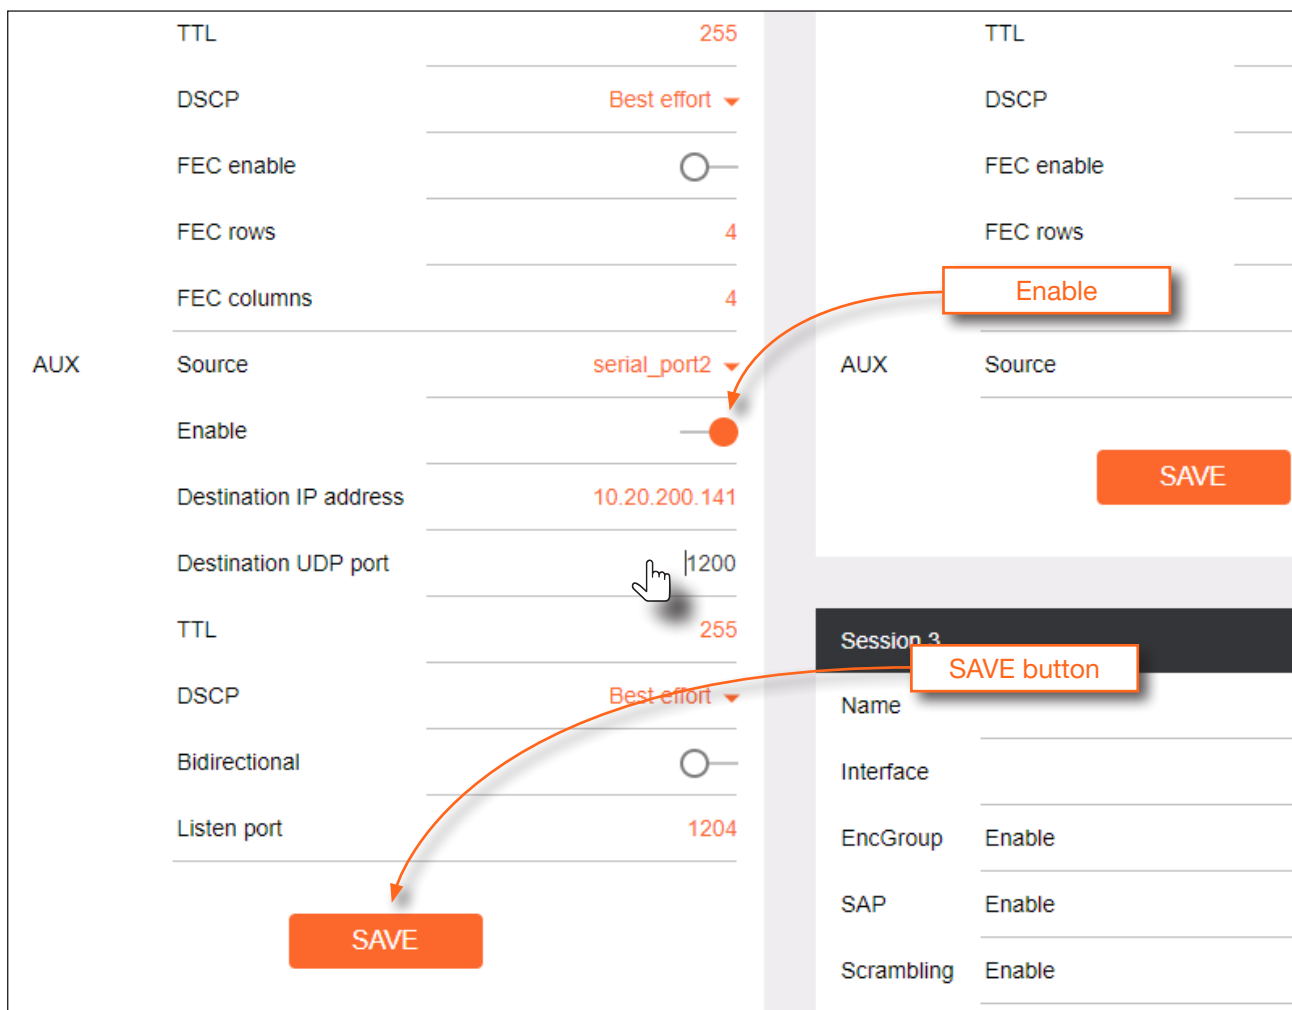 TTL 255
DSCP Best effort
FEC enable
FEC rows 4
FEC columns 4
AUX Source serial_port2
Enable
Destination IP address 10.20.200.141
Destination UDP port 1200
TTL 255
DSCP Best effort
Bidirectional
Listen port 1204
SAVE
TTL
DSCP
FEC enable
FEC rows
Enable
AUX Source
SAVE
Session 3
SAVE button
Name
Interface
EncGroup Enable
SAP Enable
Scrambling Enable